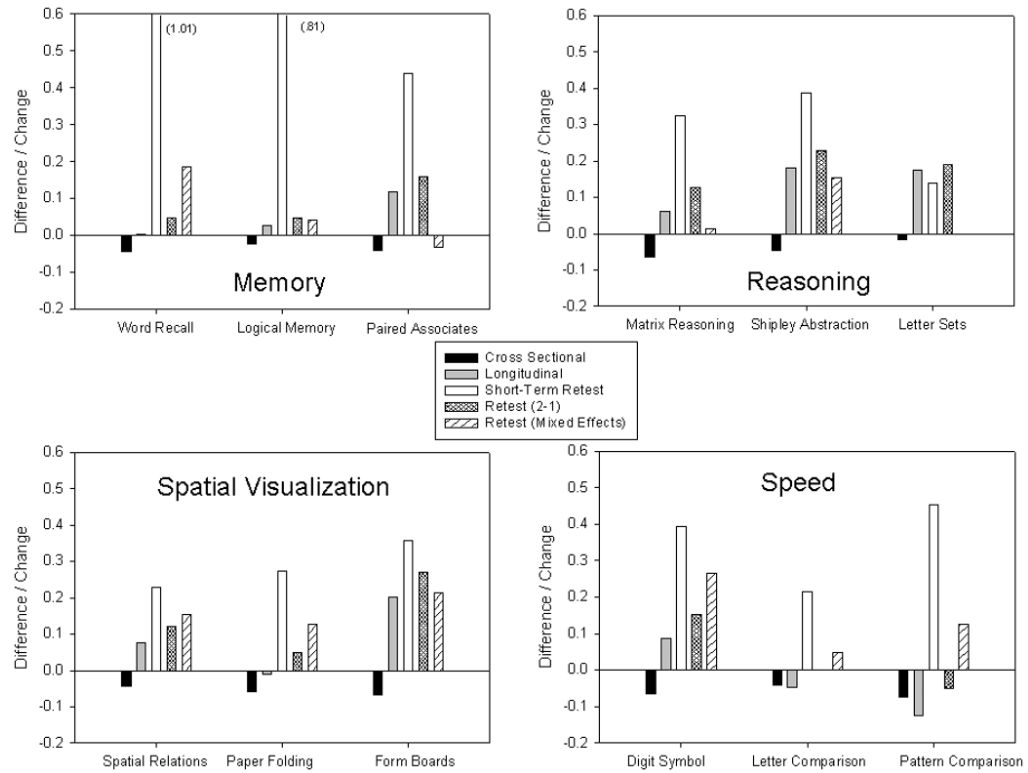 0.6
0.5
0.4
0.3
0.2
0.1
0.0
-0.1
-0.2
Difference / Change
(1.01)
(.81)
Memory
Word Recall
Logical Memory
Paired Associates
0.6
0.5
0.4
0.3
0.2
0.1
0.0
-0.1
-0.2
Difference / Change
Reasoning
Matrix Reasoning
Shipley Abstraction
Letter Sets
Cross Sectional
Longitudinal
Short-Term Retest
Retest (2-1)
Retest (Mixed Effects)
0.6
0.5
0.4
0.3
0.2
0.1
0.0
-0.1
-0.2
Difference / Change
Spatial Visualization
Spatial Relations
Paper Folding
Form Boards
0.6
0.5
0.4
0.3
0.2
0.1
0.0
-0.1
-0.2
Difference / Change
Speed
Digit Symbol
Letter Comparison
Pattern Comparison